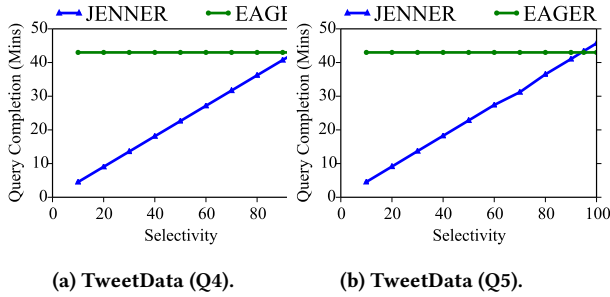 JENNER EAGER JENNER EAGER
Query Completion (Mins)
50
40
30
20
10
0
0 20 40 60 80
Selectivity
Query Completion (Mins)
50
40
30
20
10
0
0 20 40 60 80 100
Selectivity
(a) TweetData (Q4). (b) TweetData (Q5).